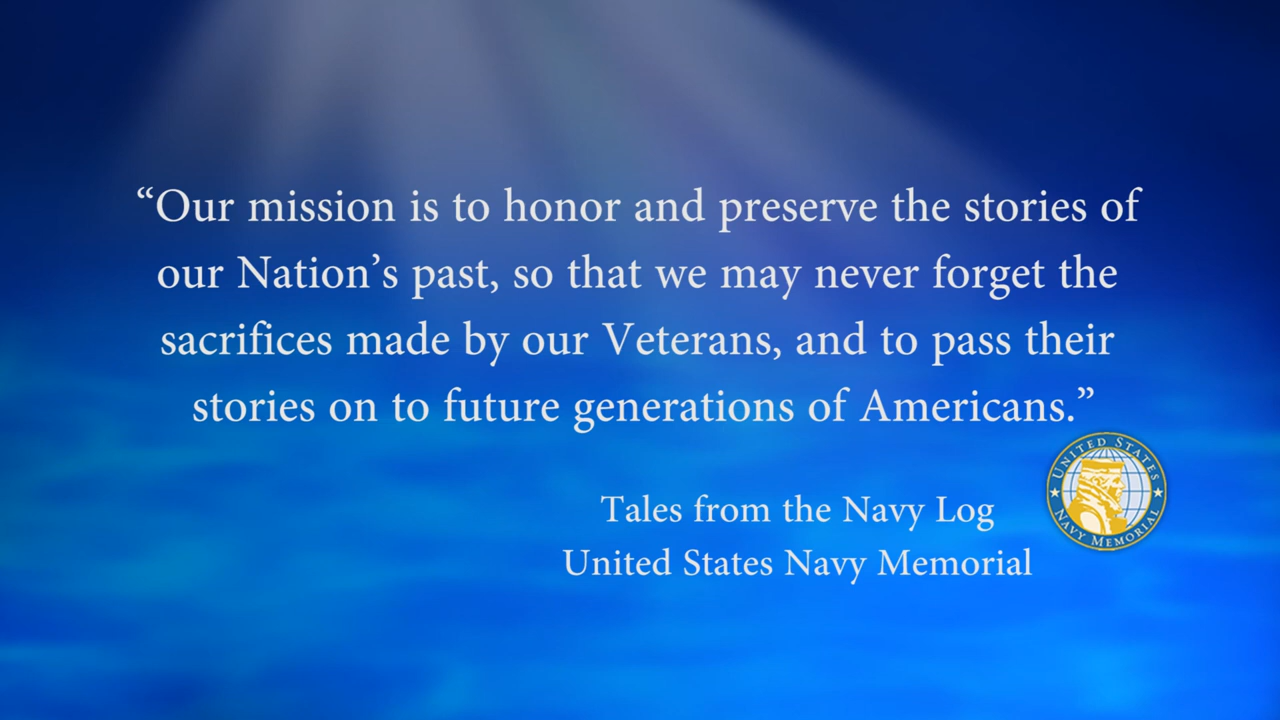 “Our mission is to honor and preserve the stories of
our Nation’s past, so that we may never forget the
sacrifices made by our Veterans, and to pass their
stories on to future generations of Americans.”
Tales from the Navy Log
United States Navy Memorial
UNITED STATES
NAVY MEMORIAL